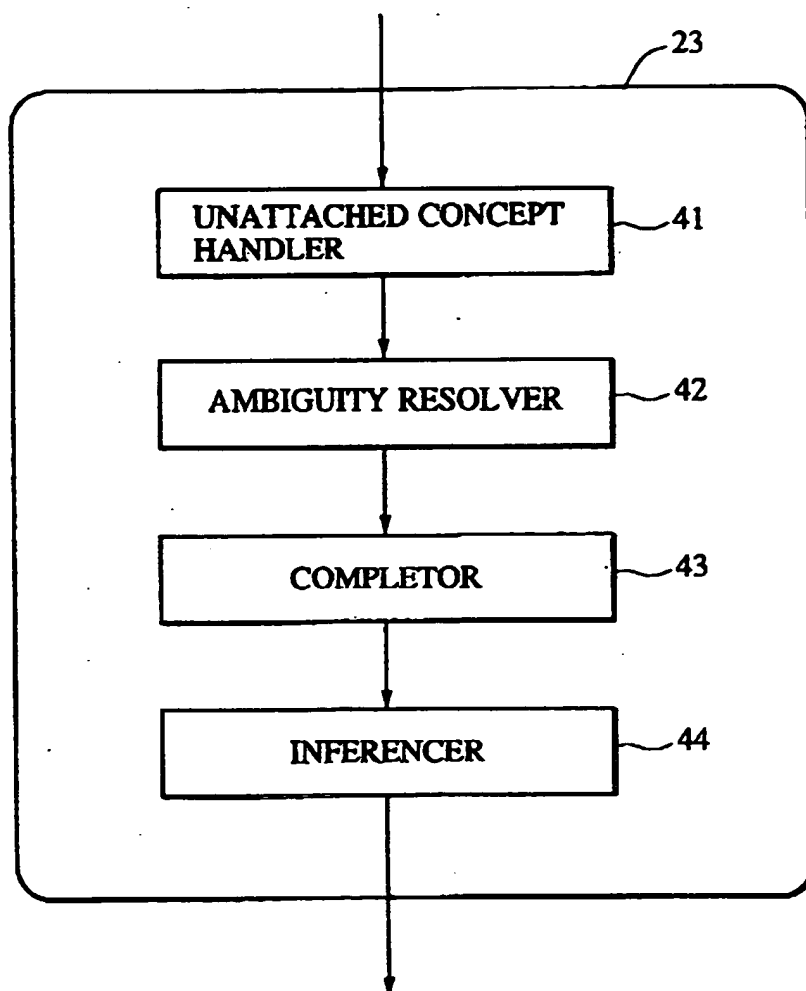 23
UNATTACHED CONCEPT
HANDLER
41
AMBIGUITY RESOLVER
42
COMPLETOR
43
INFERENCER
44